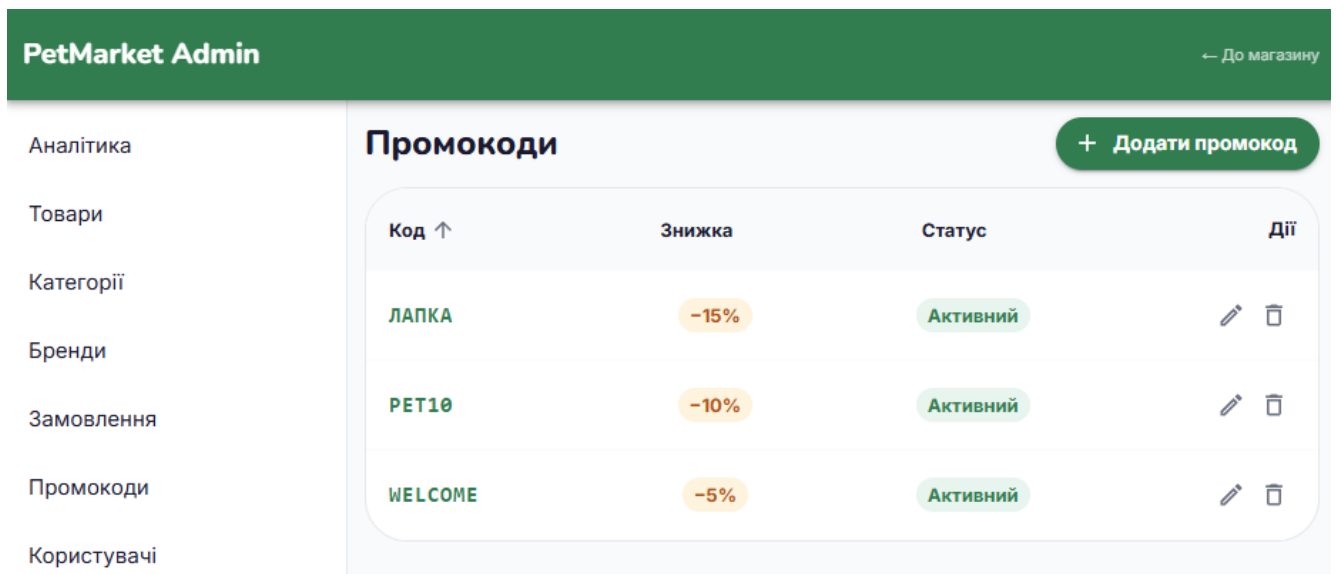 PetMarket Admin
← До магазину
Аналітика
Товари
Категорії
Бренди
Замовлення
Промокоди
Користувачі
Промокоди
+ Додати промокод
Код ↑ Знижка Статус Дії
ЛАПКА −15% Активний
PET10 −10% Активний
WELCOME −5% Активний